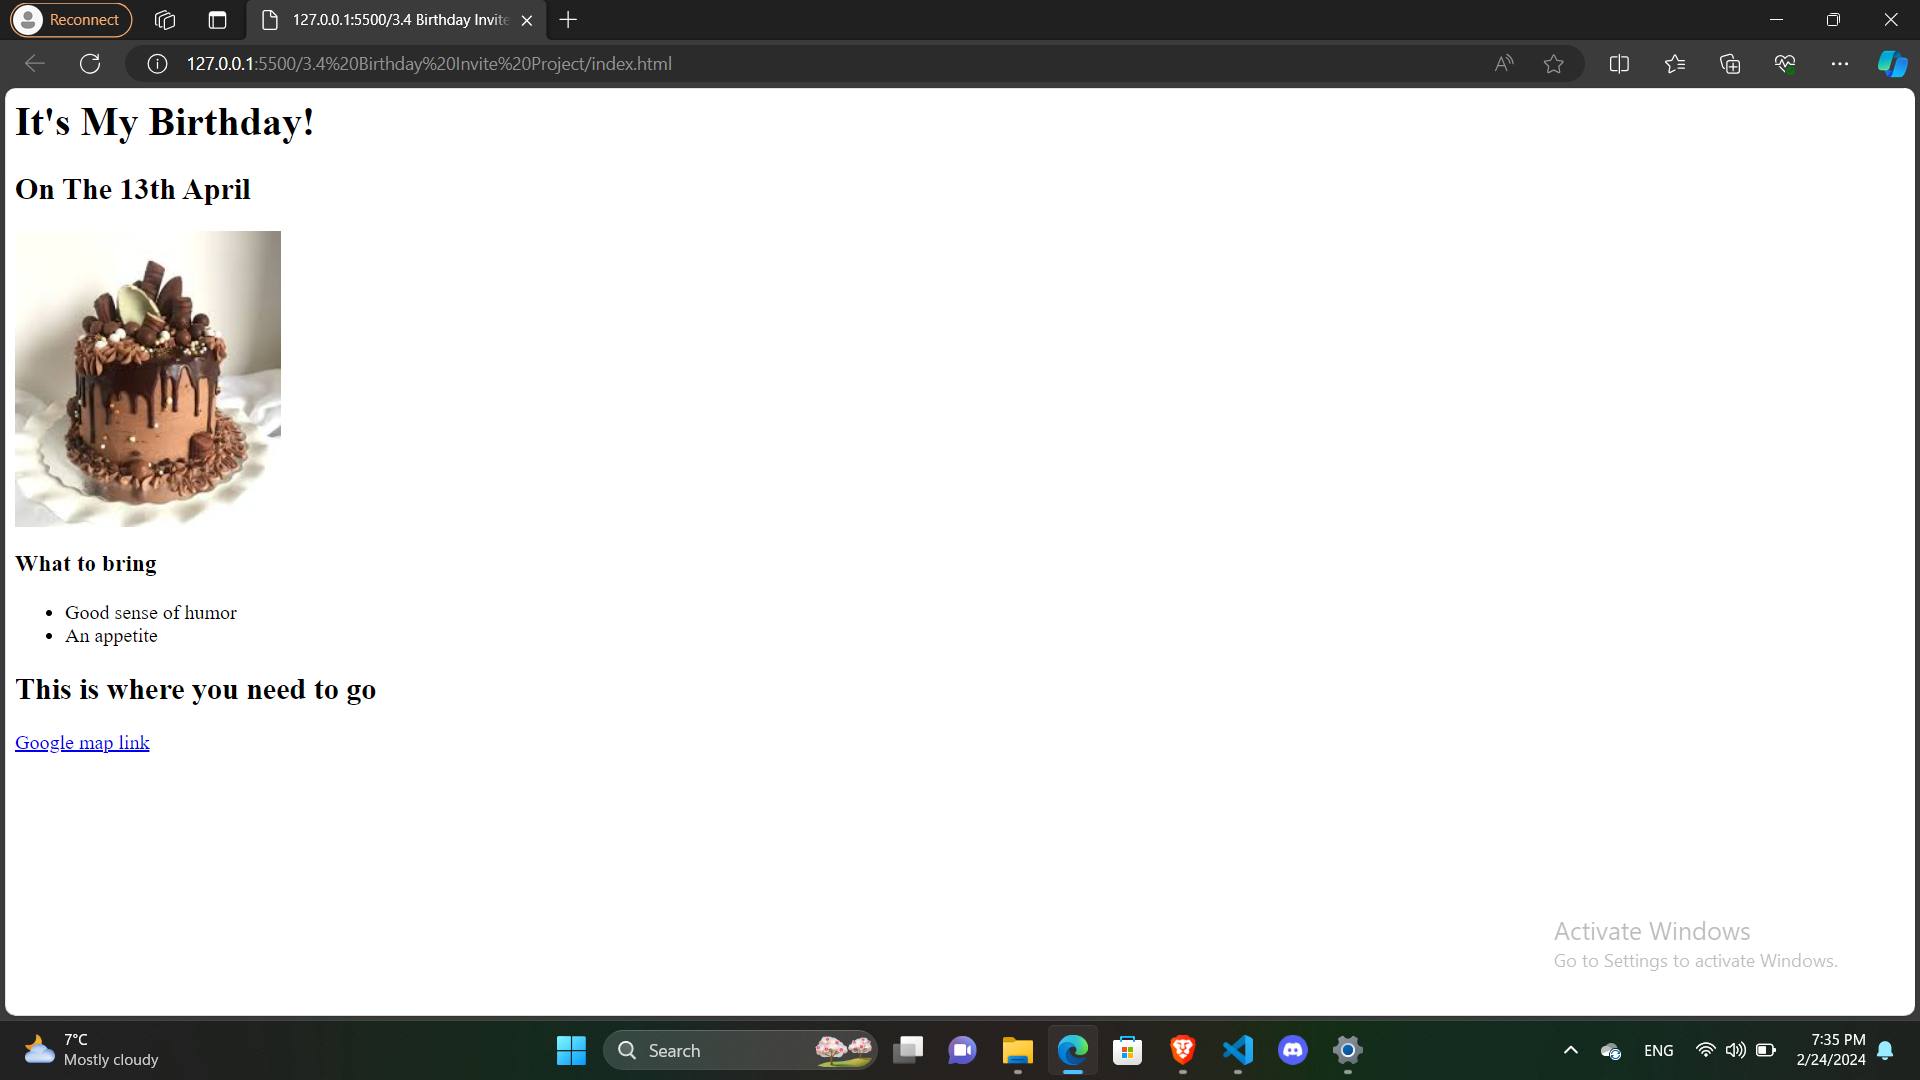 Reconnect
127.0.0.1:5500/3.4 Birthday Invite
127.0.0.1:5500/3.4%20Birthday%20Invite%20Project/index.html
It's My Birthday!
On The 13th April
What to bring
Good sense of humor
An appetite
This is where you need to go
Google map link
Activate Windows
Go to Settings to activate Windows.
7°C
Mostly cloudy
Search
ENG
7:35 PM
2/24/2024